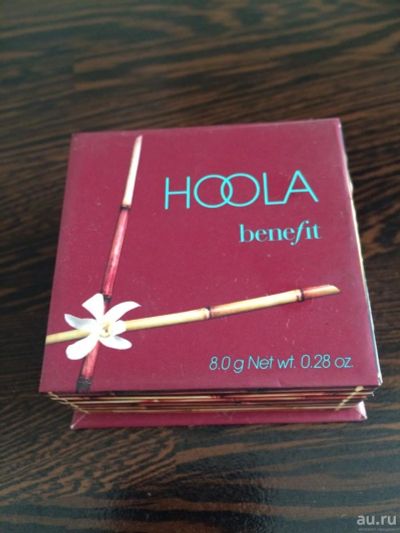 HOOLA
benefit
8.0 g Net wt. 0.28 oz.
au.ru